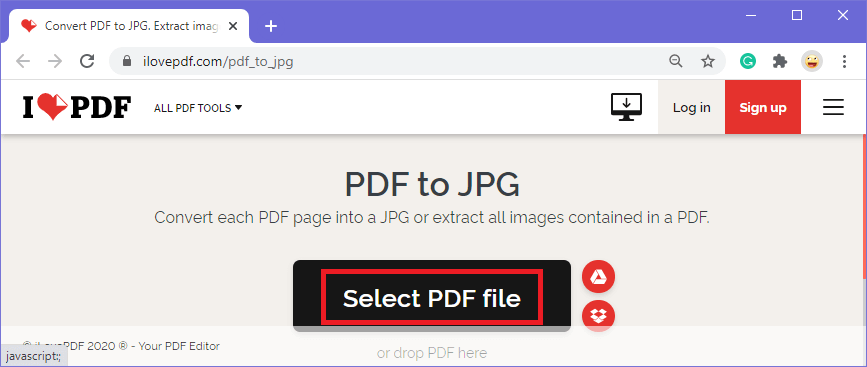 Convert PDF to JPG. Extract imag
ilovepdf.com/pdf_to_jpg
I PDF
ALL PDF TOOLS
Log in
Sign up
PDF to JPG
Convert each PDF page into a JPG or extract all images contained in a PDF.
Select PDF file
© iLovePDF 2020 ® - Your PDF Editor
or drop PDF here
javascript:;